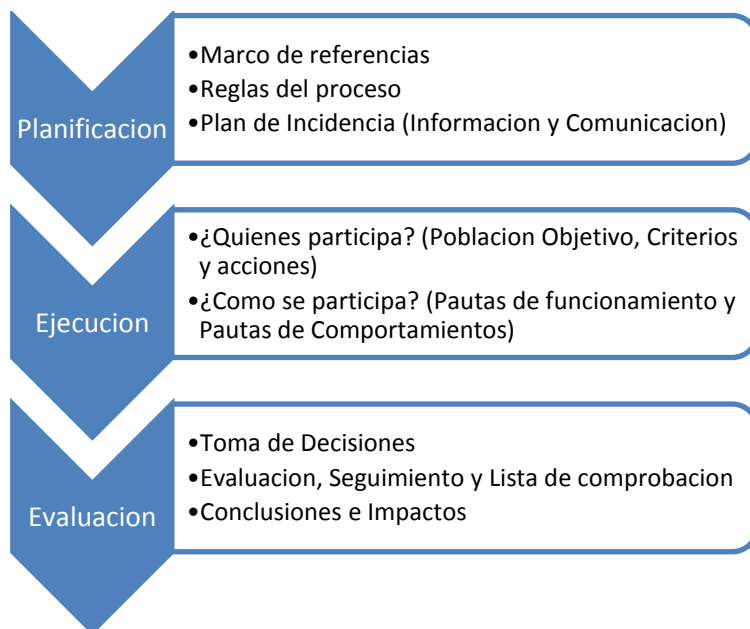 Planificacion
•Marco de referencias
•Reglas del proceso
•Plan de Incidencia (Informacion y Comunicacion)
Ejecucion
•¿Quienes participa? (Poblacion Objetivo, Criterios
y acciones)
•¿Como se participa? (Pautas de funcionamiento y
Pautas de Comportamientos)
Evaluacion
•Toma de Decisiones
•Evaluacion, Seguimiento y Lista de comprobacion
•Conclusiones e Impactos